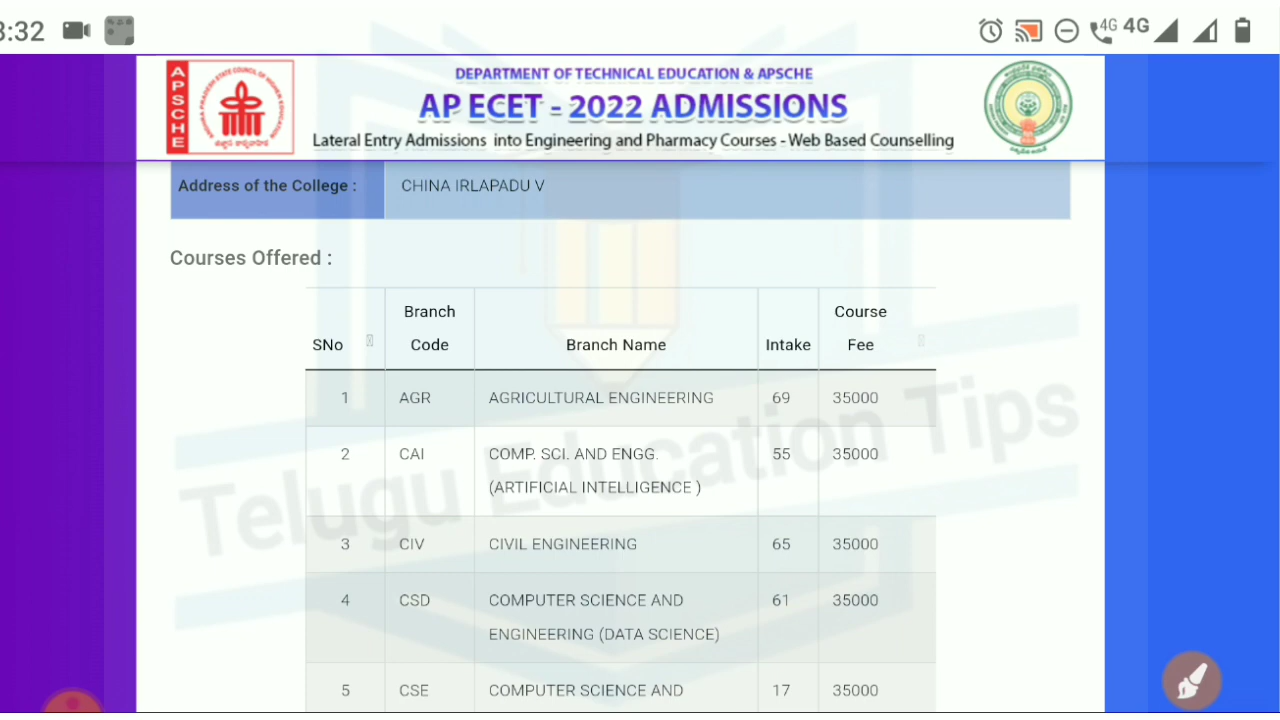 :32
4G 4G
APSCHE
DEPARTMENT OF TECHNICAL EDUCATION & APSCHE
AP ECET - 2022 ADMISSIONS
Lateral Entry Admissions into Engineering and Pharmacy Courses - Web Based Counselling
Address of the College : CHINA IRLAPADU V
Courses Offered :
SNo Branch Code Branch Name Intake Course Fee
1 AGR AGRICULTURAL ENGINEERING 69 35000
2 CAI COMP. SCI. AND ENGG. 55 35000
(ARTIFICIAL INTELLIGENCE )
3 CIV CIVIL ENGINEERING 65 35000
4 CSD COMPUTER SCIENCE AND 61 35000
ENGINEERING (DATA SCIENCE)
5 CSE COMPUTER SCIENCE AND 17 35000
Telugu Education Tips